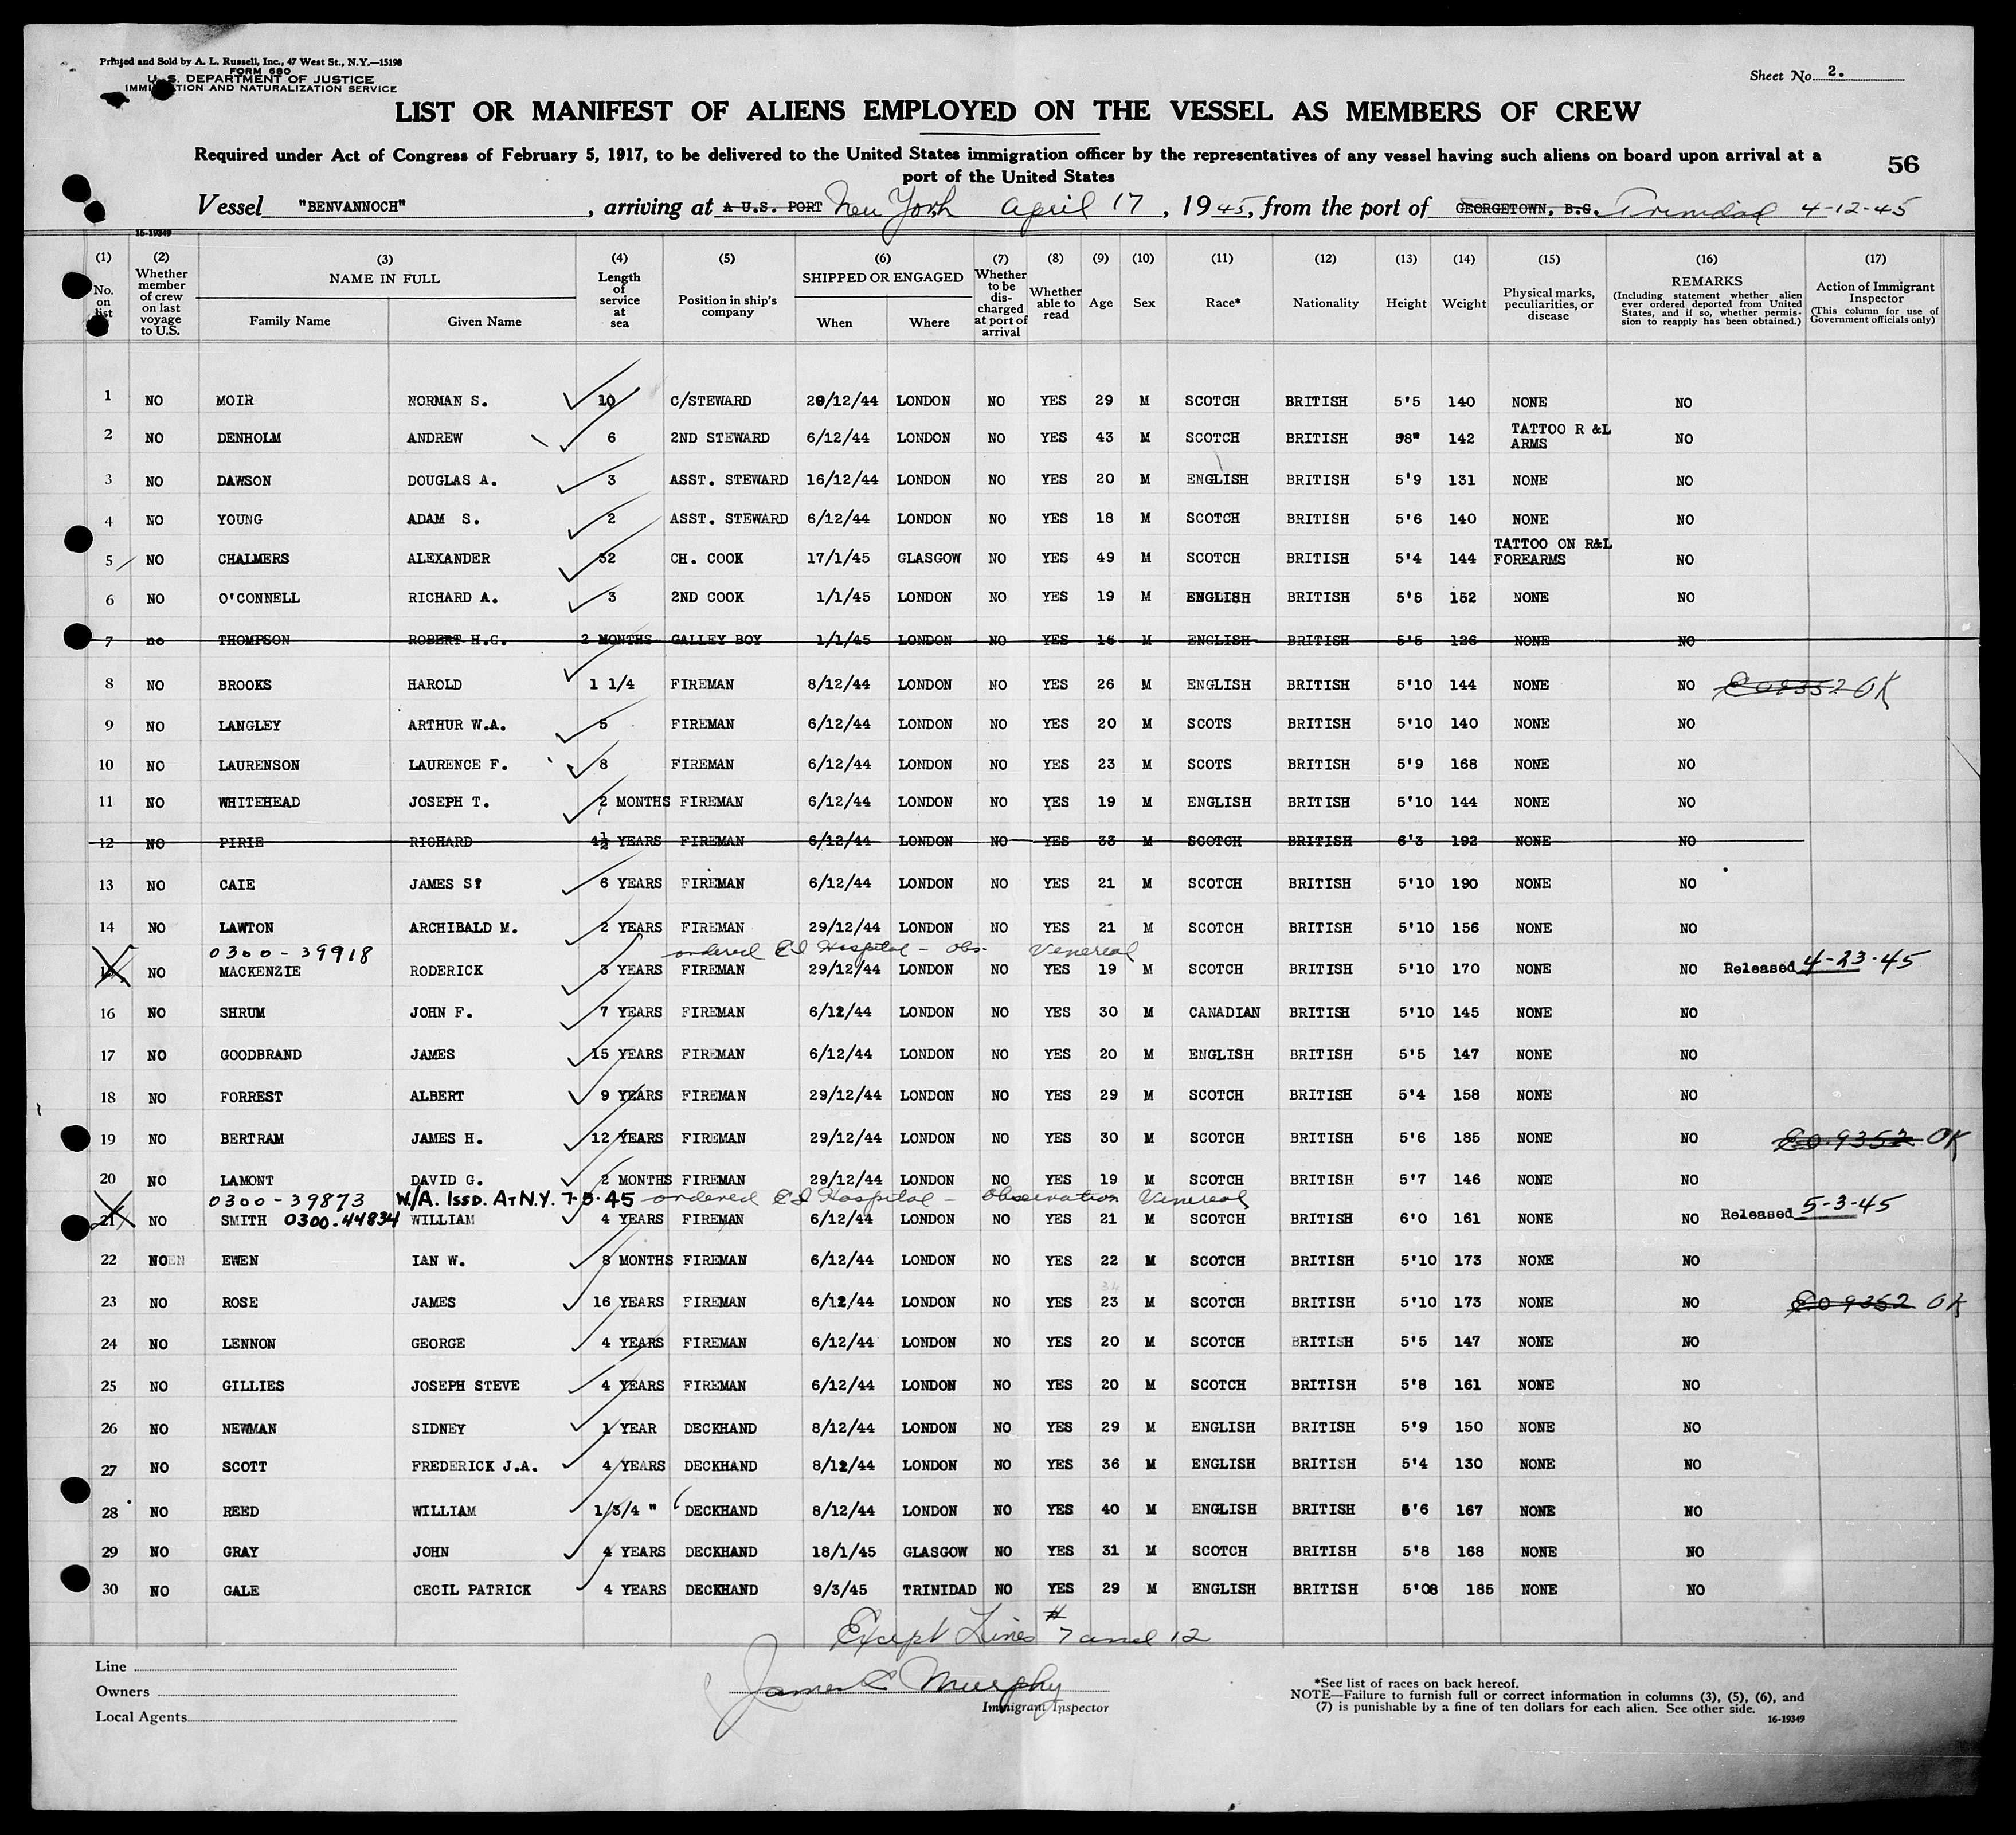 Printed and Sold by A. L. Russell, Inc., 47 West St., N.Y.—15198
FORM 680
U. S. DEPARTMENT OF JUSTICE
IMMIGRATION AND NATURALIZATION SERVICE
Sheet No. 2.
LIST OR MANIFEST OF ALIENS EMPLOYED ON THE VESSEL AS MEMBERS OF CREW
Required under Act of Congress of February 5, 1917, to be delivered to the United States immigration officer by the representatives of any vessel having such aliens on board upon arrival at a
port of the United States
56
Vessel "BENVANNOCH", arriving at A U.S. PORT New York April 17, 1945, from the port of GEORGETOWN, B.G. Trinidad 4-12-45
16-19349
(1) No. on list (2) Whether member of crew on last voyage to U.S. (3) NAME IN FULL Family Name Given Name (4) Length of service at sea (5) Position in ship's company (6) SHIPPED OR ENGAGED When Where (7) Whether to be discharged at port of arrival (8) Whether able to read (9) Age (10) Sex (11) Race* (12) Nationality (13) Height (14) Weight (15) Physical marks, peculiarities, or disease (16) REMARKS (Including statement whether alien ever ordered deported from United States, and if so, whether permission to reapply has been obtained.) (17) Action of Immigrant Inspector (This column for use of Government officials only)
1 NO MOIR NORMAN S. 10 C/STEWARD 20/12/44 LONDON NO YES 29 M SCOTCH BRITISH 5'5 140 NONE NO
2 NO DENHOLM ANDREW 6 2ND STEWARD 6/12/44 LONDON NO YES 43 M SCOTCH BRITISH 58" 142 TATTOO R &L ARMS NO
3 NO DAWSON DOUGLAS A. 3 ASST. STEWARD 16/12/44 LONDON NO YES 20 M ENGLISH BRITISH 5'9 131 NONE NO
4 NO YOUNG ADAM S. 2 ASST. STEWARD 6/12/44 LONDON NO YES 18 M SCOTCH BRITISH 5'6 140 NONE NO
5 NO CHALMERS ALEXANDER 32 CH. COOK 17/1/45 GLASGOW NO YES 49 M SCOTCH BRITISH 5'4 144 TATTOO ON R&L FOREARMS NO
6 NO O'CONNELL RICHARD A. 3 2ND COOK 1/1/45 LONDON NO YES 19 M ENGLISH BRITISH 5'6 152 NONE NO
7 no THOMPSON ROBERT H.G. 2 MONTHS GALLEY BOY 1/1/45 LONDON NO YES 16 M ENGLISH BRITISH 5'5 126 NONE NO
8 NO BROOKS HAROLD 1 1/4 FIREMAN 8/12/44 LONDON NO YES 26 M ENGLISH BRITISH 5'10 144 NONE NO EO 9352 OK
9 NO LANGLEY ARTHUR W.A. 5 FIREMAN 6/12/44 LONDON NO YES 20 M SCOTS BRITISH 5'10 140 NONE NO
10 NO LAURENSON LAURENCE F. 8 FIREMAN 6/12/44 LONDON NO YES 23 M SCOTS BRITISH 5'9 168 NONE NO
11 NO WHITEHEAD JOSEPH T. 2 MONTHS FIREMAN 6/12/44 LONDON NO YES 19 M ENGLISH BRITISH 5'10 144 NONE NO
12 NO PIRIE RICHARD 4½ YEARS FIREMAN 6/12/44 LONDON NO YES 33 M SCOTCH BRITISH 6'3 192 NONE NO
13 NO CAIE JAMES S? 6 YEARS FIREMAN 6/12/44 LONDON NO YES 21 M SCOTCH BRITISH 5'10 190 NONE NO
14 NO LAWTON ARCHIBALD M. 2 YEARS FIREMAN 29/12/44 LONDON NO YES 21 M SCOTCH BRITISH 5'10 156 NONE NO
0300-39918 ordered EI Hospital - Obs. Venereal
15 NO MACKENZIE RODERICK 3 YEARS FIREMAN 29/12/44 LONDON NO YES 19 M SCOTCH BRITISH 5'10 170 NONE NO Released 4-23-45
16 NO SHRUM JOHN F. 7 YEARS FIREMAN 6/12/44 LONDON NO YES 30 M CANADIAN BRITISH 5'10 145 NONE NO
17 NO GOODBRAND JAMES 15 YEARS FIREMAN 6/12/44 LONDON NO YES 20 M ENGLISH BRITISH 5'5 147 NONE NO
18 NO FORREST ALBERT 9 YEARS FIREMAN 29/12/44 LONDON NO YES 29 M SCOTCH BRITISH 5'4 158 NONE NO
19 NO BERTRAM JAMES H. 12 YEARS FIREMAN 29/12/44 LONDON NO YES 30 M SCOTCH BRITISH 5'6 185 NONE NO EO 9352 OK
20 NO LAMONT DAVID G. 2 MONTHS FIREMAN 29/12/44 LONDON NO YES 19 M SCOTCH BRITISH 5'7 146 NONE NO
0300-39873 W/A. ISSD. AT N.Y. 7-5-45 ordered EI Hospital - Observation Venereal
21 NO SMITH 0300-44834 WILLIAM 4 YEARS FIREMAN 6/12/44 LONDON NO YES 21 M SCOTCH BRITISH 6'0 161 NONE NO Released 5-3-45
22 NO EWEN IAN W. 8 MONTHS FIREMAN 6/12/44 LONDON NO YES 22 M SCOTCH BRITISH 5'10 173 NONE NO
23 NO ROSE JAMES 16 YEARS FIREMAN 6/12/44 LONDON NO YES 34 23 M SCOTCH BRITISH 5'10 173 NONE NO EO 9352 OK
24 NO LENNON GEORGE 4 YEARS FIREMAN 6/12/44 LONDON NO YES 20 M SCOTCH BRITISH 5'5 147 NONE NO
25 NO GILLIES JOSEPH STEVE 4 YEARS FIREMAN 6/12/44 LONDON NO YES 20 M SCOTCH BRITISH 5'8 161 NONE NO
26 NO NEWMAN SIDNEY 1 YEAR DECKHAND 8/12/44 LONDON NO YES 29 M ENGLISH BRITISH 5'9 150 NONE NO
27 NO SCOTT FREDERICK J.A. 4 YEARS DECKHAND 8/12/44 LONDON NO YES 36 M ENGLISH BRITISH 5'4 130 NONE NO
28 NO REED WILLIAM 1/3/4 " DECKHAND 8/12/44 LONDON NO YES 40 M ENGLISH BRITISH 5'6 167 NONE NO
29 NO GRAY JOHN 4 YEARS DECKHAND 18/1/45 GLASGOW NO YES 31 M SCOTCH BRITISH 5'8 168 NONE NO
30 NO GALE CECIL PATRICK 4 YEARS DECKHAND 9/3/45 TRINIDAD NO YES 29 M ENGLISH BRITISH 5'08 185 NONE NO
Except Lines # 7 and 12
Line
Owners
Local Agents
James C Murphy
Immigrant Inspector
*See list of races on back hereof.
NOTE—Failure to furnish full or correct information in columns (3), (5), (6), and
(7) is punishable by a fine of ten dollars for each alien. See other side.
16-19349